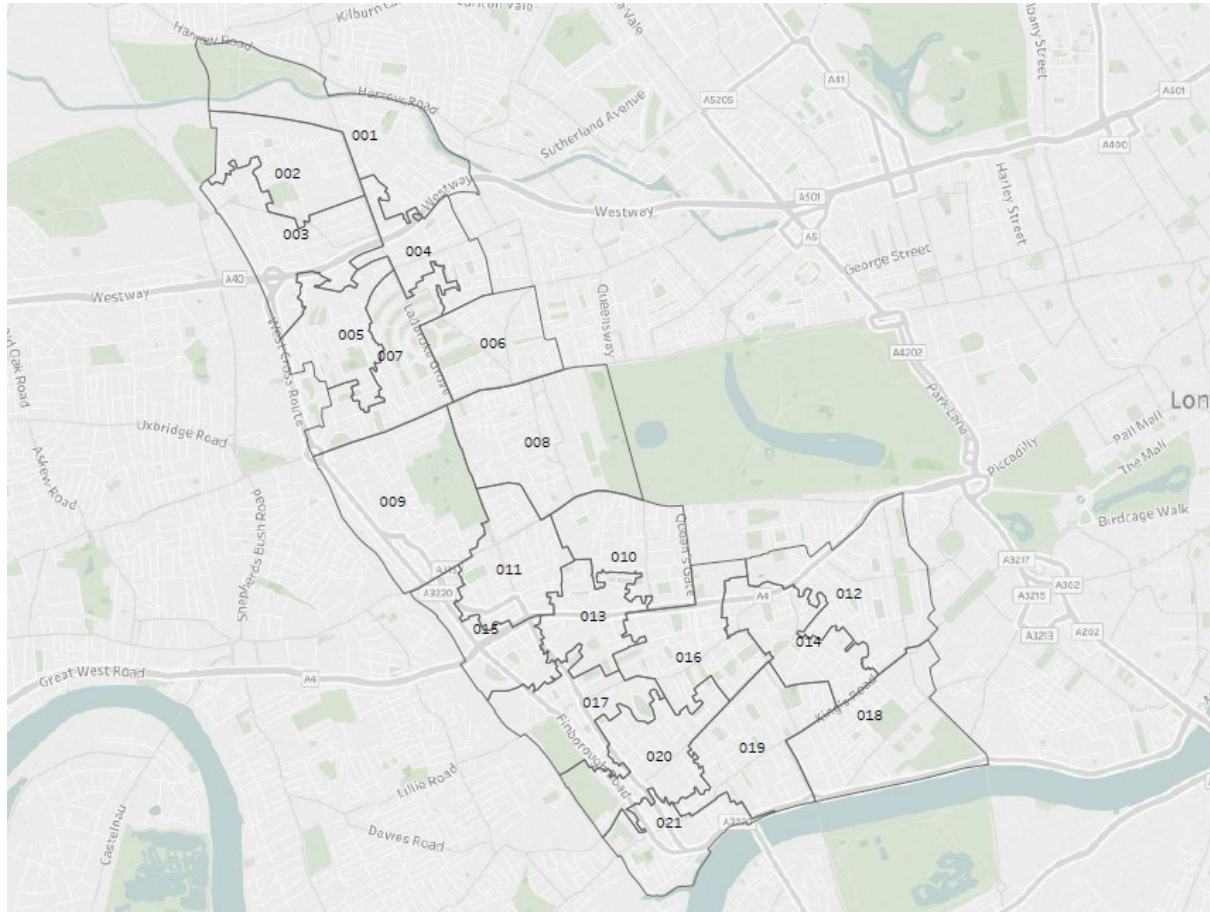 Harrow Road
A41
Albany Street
A501
A5205
Harrow Road
001
Sutherland Avenue
A400
002
Harley Street
Westway
A501
Westway
003
A5
004
George Street
A40
Westway
Queensway
Ladbroke Grove
005
006
007
West Cross Route
A4202
Park Lane
Lon
Uxbridge Road
008
Pall Mall
The Mall
Piccadilly
Askew Road
009
Shepherds Bush Road
Birdcage Walk
Queen's Gate
010
A3217
011
A302
A3220
A4
012
A3215
013
015
A3213
A202
014
016
Great West Road
A4
017
King's Road
018
Finborough Road
019
020
Lillie Road
Castelnau
Dawes Road
021